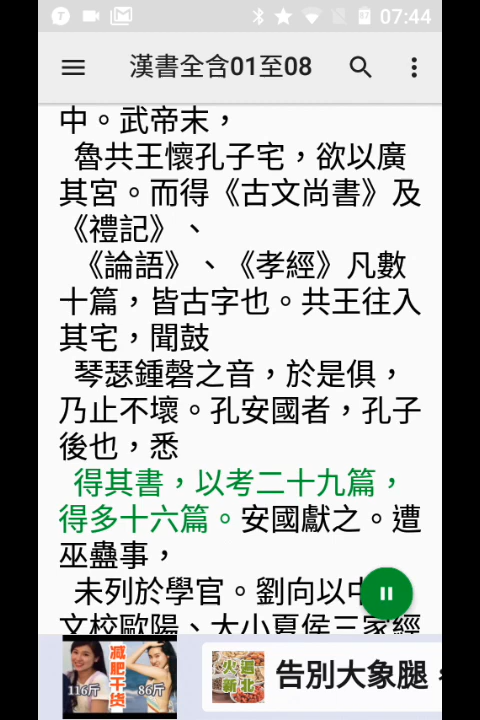 07:44
漢書全含01至08
中。武帝末，
魯共王懷孔子宅，欲以廣
其宮。而得《古文尚書》及
《禮記》、
《論語》、《孝經》凡數
十篇，皆古字也。共王往入
其宅，聞鼓
琴瑟鍾磬之音，於是俱，
乃止不壞。孔安國者，孔子
後也，悉
得其書，以考二十九篇，
得多十六篇。安國獻之。遭
巫蠱事，
未列於學官。劉向以中
文校歐陽、大小夏侯三家經
減肥干货
116斤
86斤
火遍
新北
告別大象腿，